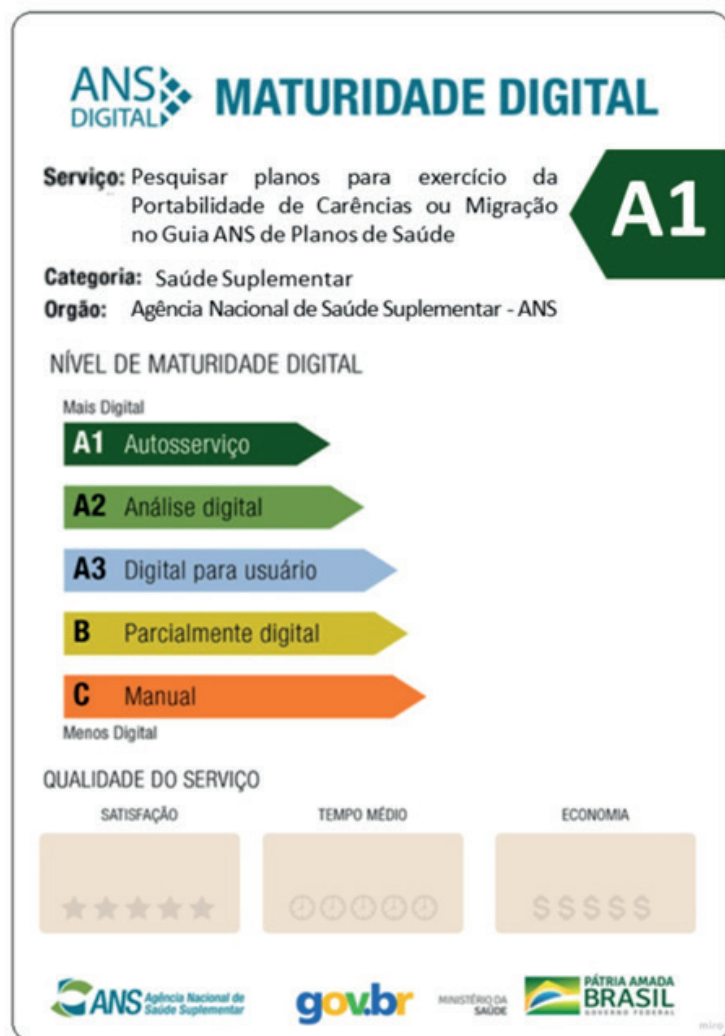 ANS
DIGITAL
MATURIDADE DIGITAL
Serviço: Pesquisar planos para exercício da
Portabilidade de Carências ou Migração
no Guia ANS de Planos de Saúde
A1
Categoria: Saúde Suplementar
Orgão: Agência Nacional de Saúde Suplementar - ANS
NÍVEL DE MATURIDADE DIGITAL
Mais Digital
A1 Autosserviço
A2 Análise digital
A3 Digital para usuário
B Parcialmente digital
C Manual
Menos Digital
QUALIDADE DO SERVIÇO
SATISFAÇÃO TEMPO MÉDIO ECONOMIA
$$$$$
ANS Agência Nacional de
Saúde Suplementar
gov.br
MINISTÉRIO DA
SAÚDE
PÁTRIA AMADA
BRASIL
GOVERNO FEDERAL
miro